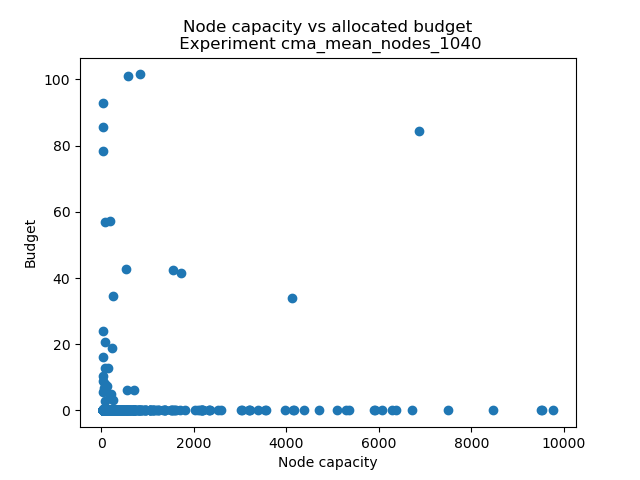 Node capacity vs allocated budget
Experiment cma_mean_nodes_1040
100
80
60
40
20
0
Budget
0 2000 4000 6000 8000 10000
Node capacity